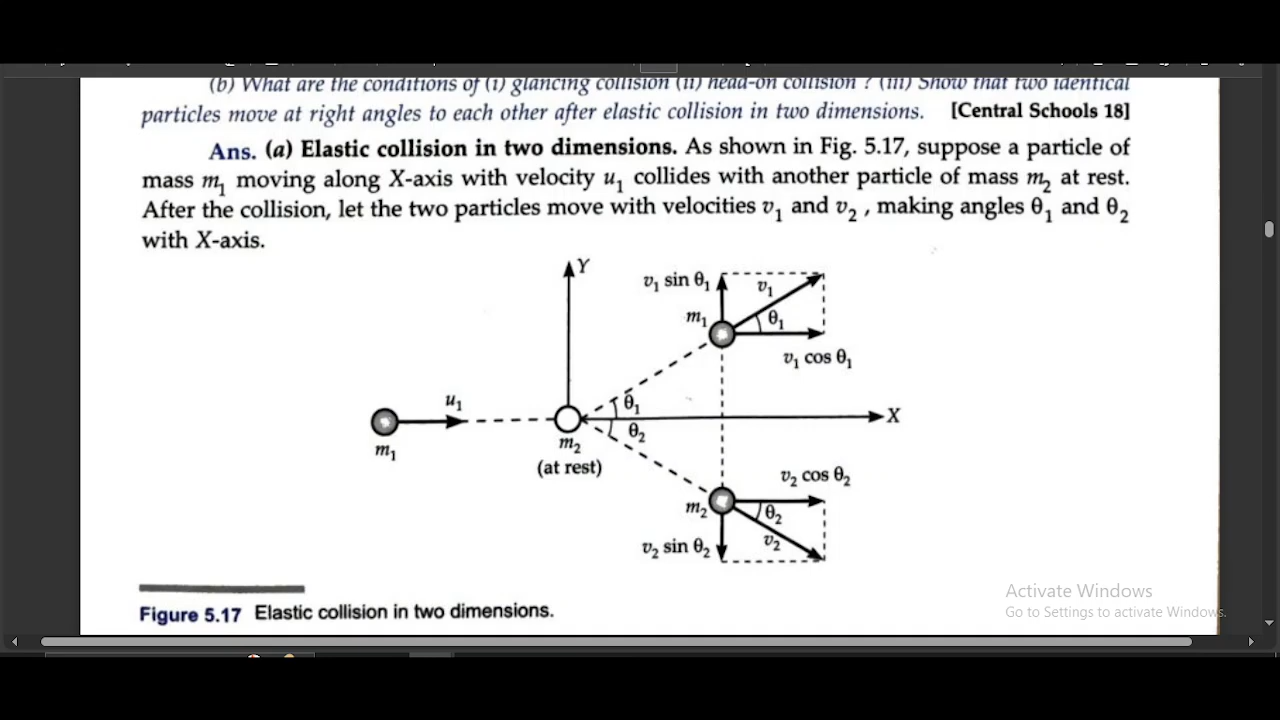 (b) What are the conditions of (i) glancing collision (ii) head-on collision ? (iii) Show that two identical
particles move at right angles to each other after elastic collision in two dimensions. [Central Schools 18]
Ans. (a) Elastic collision in two dimensions. As shown in Fig. 5.17, suppose a particle of
mass m₁ moving along X-axis with velocity u₁ collides with another particle of mass m₂ at rest.
After the collision, let the two particles move with velocities v₁ and v₂ , making angles θ₁ and θ₂
with X-axis.
Y
v₁ sin θ₁
v₁
m₁
θ₁
v₁ cos θ₁
u₁
θ₁
X
m₁
m₂
θ₂
(at rest)
v₂ cos θ₂
m₂
θ₂
v₂ sin θ₂
v₂
Figure 5.17 Elastic collision in two dimensions.
Activate Windows
Go to Settings to activate Windows.